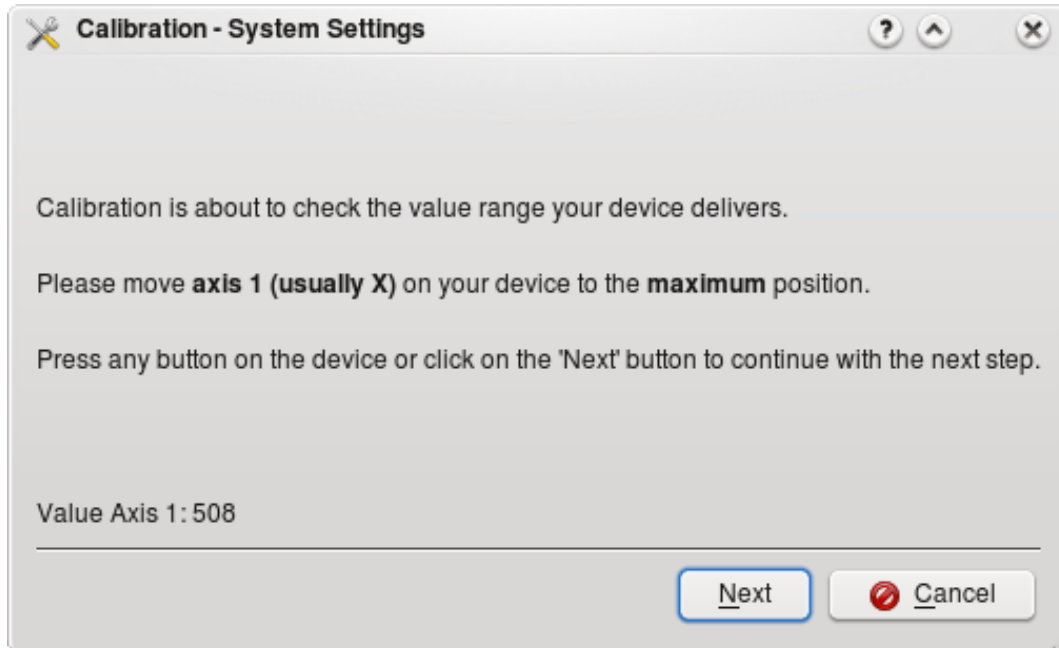 Calibration - System Settings
?
Calibration is about to check the value range your device delivers.
Please move axis 1 (usually X) on your device to the maximum position.
Press any button on the device or click on the 'Next' button to continue with the next step.
Value Axis 1: 508
Next
Cancel